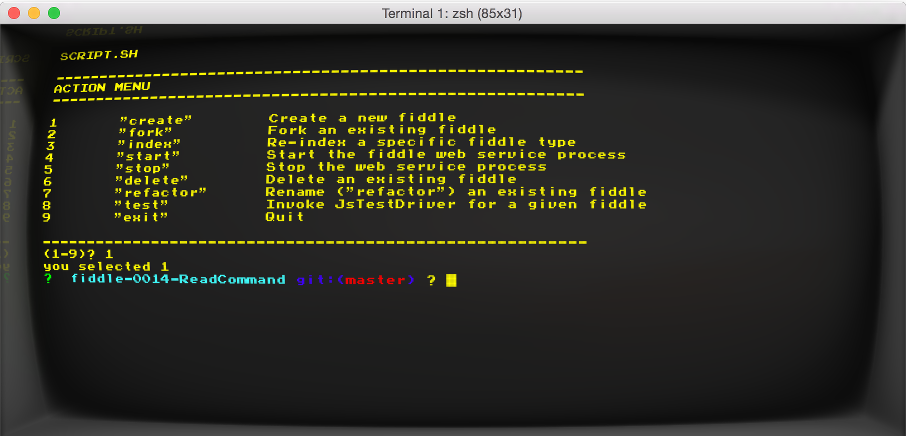 Terminal 1: zsh (85x31)
SCRIPT.SH
----------------------------------------------------------
ACTION MENU
----------------------------------------------------------
1 "create" Create a new fiddle
2 "fork" Fork an existing fiddle
3 "index" Re-index a specific fiddle type
4 "start" Start the fiddle web service process
5 "stop" Stop the web service process
6 "delete" Delete an existing fiddle
7 "refactor" Rename ("refactor") an existing fiddle
8 "test" Invoke JsTestDriver for a given fiddle
9 "exit" Quit
----------------------------------------------------------
(1-9)? 1
you selected 1
? fiddle-0014-ReadCommand git:(master) ?